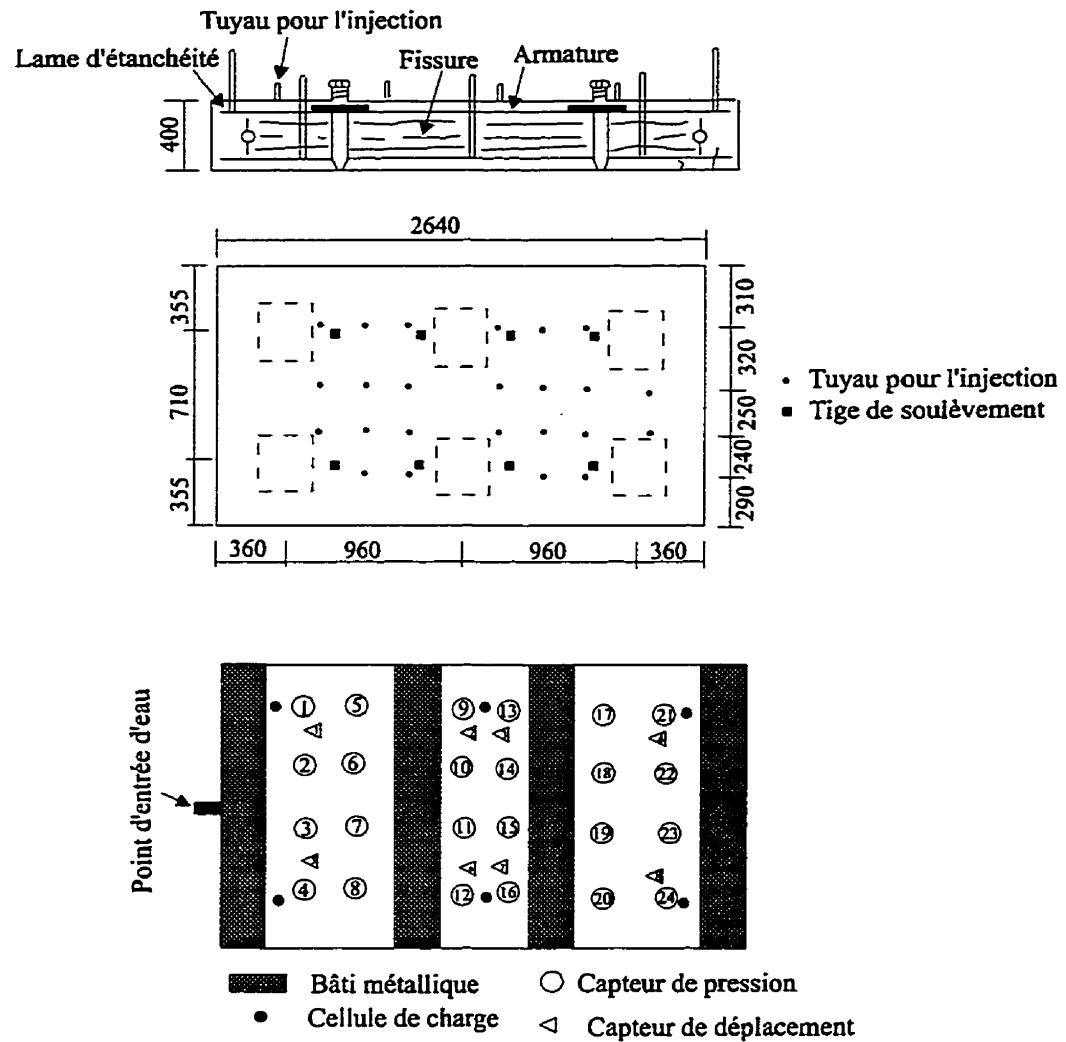 Tuyau pour l'injection
Lame d'étanchéité
Fissure
Armature
400
2640
355
710
355
310
320
250
240
290
• Tuyau pour l'injection
■ Tige de soulèvement
360 960 960 360
Point d'entrée d'eau
1 5 9 13 17 21
2 6 10 14 18 22
3 7 11 15 19 23
4 8 12 16 20 24
Bâti métallique
Capteur de pression
Cellule de charge
Capteur de déplacement